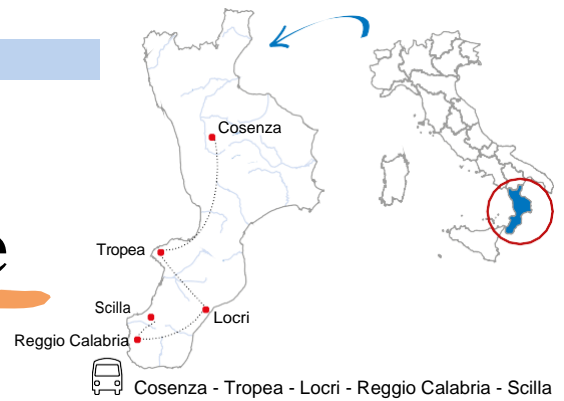 Cosenza
Tropea
e
Scilla
Locri
Reggio Calabria
Cosenza - Tropea - Locri - Reggio Calabria - Scilla